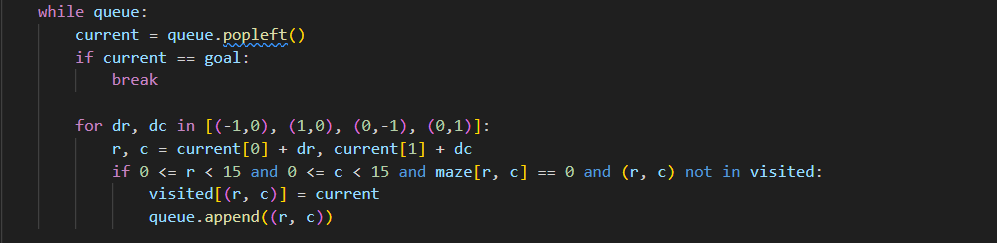 while queue:
    current = queue.popleft()
    if current == goal:
        break

    for dr, dc in [(-1,0), (1,0), (0,-1), (0,1)]:
        r, c = current[0] + dr, current[1] + dc
        if 0 <= r < 15 and 0 <= c < 15 and maze[r, c] == 0 and (r, c) not in visited:
            visited[(r, c)] = current
            queue.append((r, c))